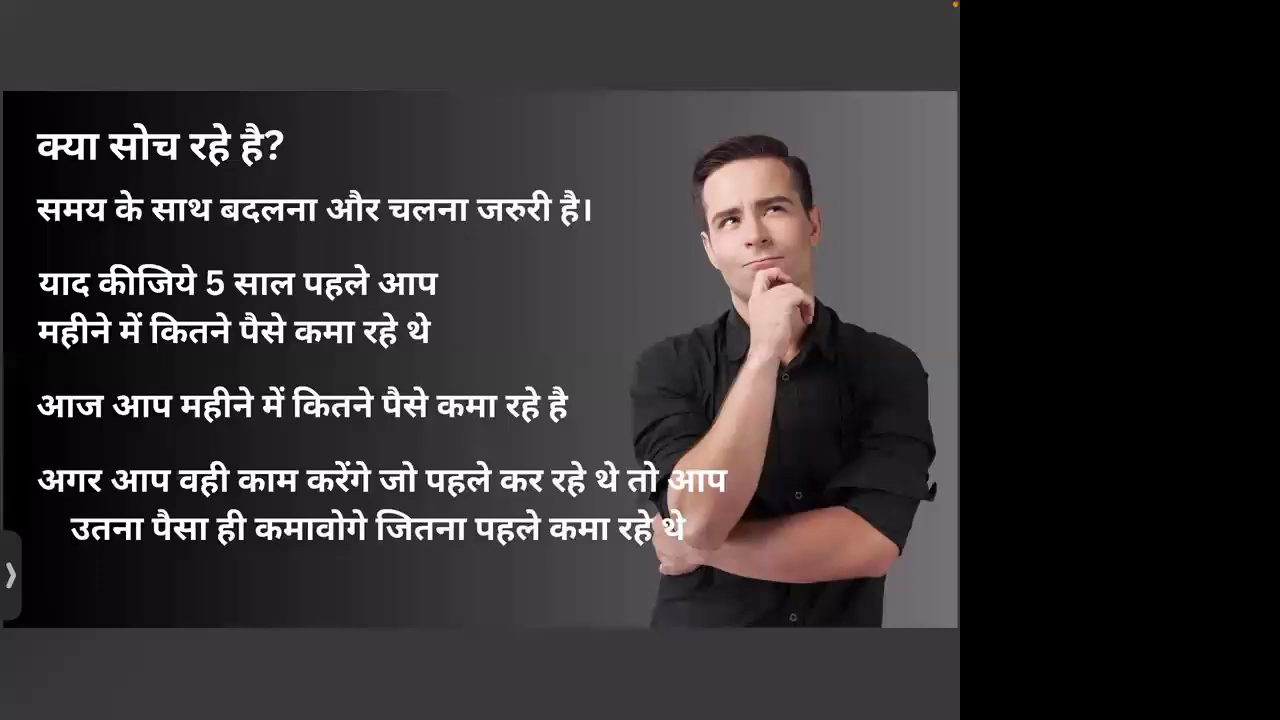 क्या सोच रहे है?
समय के साथ बदलना और चलना जरुरी है।
याद कीजिये 5 साल पहले आप
महीने में कितने पैसे कमा रहे थे
आज आप महीने में कितने पैसे कमा रहे है
अगर आप वही काम करेंगे जो पहले कर रहे थे तो आप
उतना पैसा ही कमावोगे जितना पहले कमा रहे थे